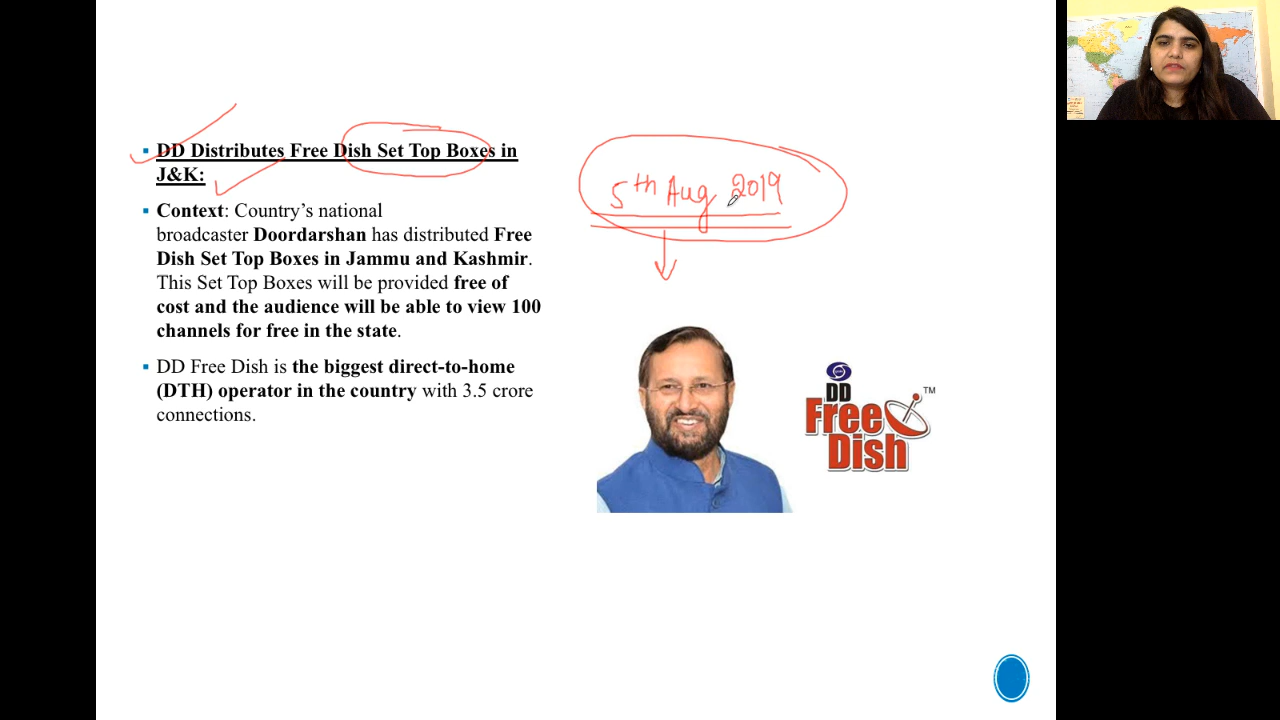 DD Distributes Free Dish Set Top Boxes in
J&K:
Context: Country's national
broadcaster Doordarshan has distributed Free
Dish Set Top Boxes in Jammu and Kashmir.
This Set Top Boxes will be provided free of
cost and the audience will be able to view 100
channels for free in the state.
DD Free Dish is the biggest direct-to-home
(DTH) operator in the country with 3.5 crore
connections.
5th Aug 2019
DD
Free
Dish
TM